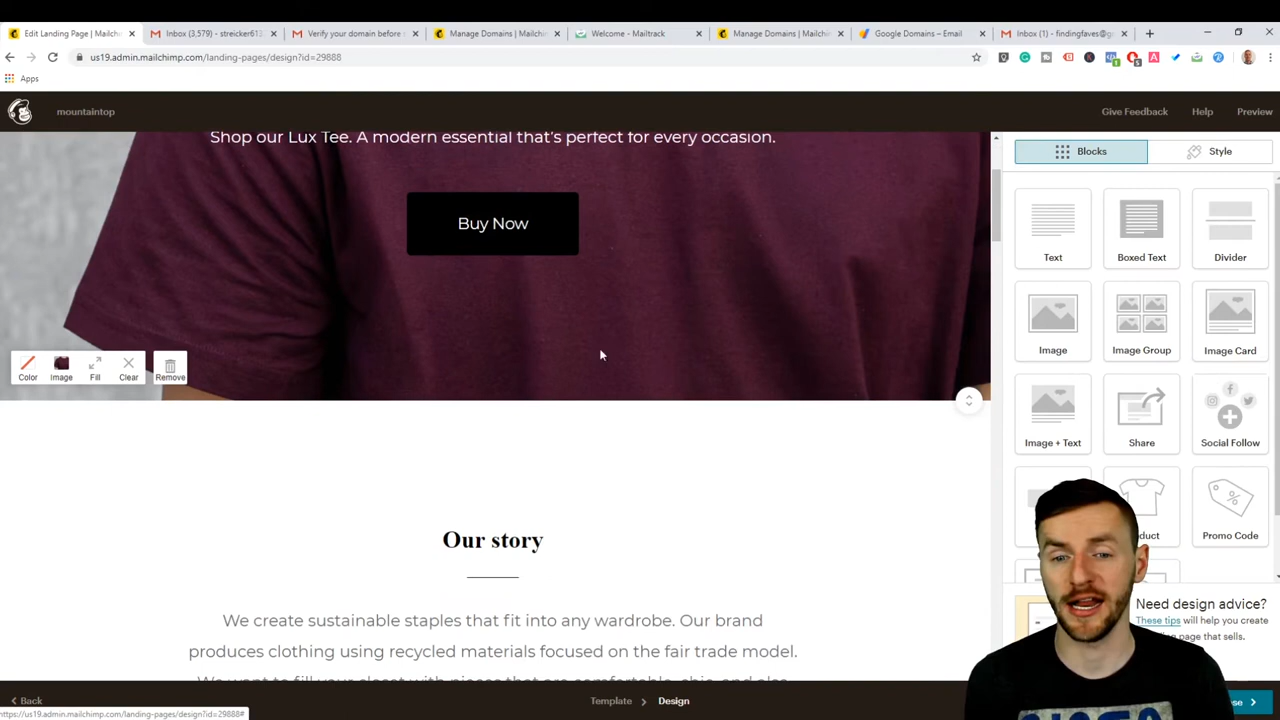 Edit Landing Page | Mailchim
Inbox (3,579) - streicker613
Verify your domain before s
Manage Domains | Mailchim
Welcome - Mailtrack
Manage Domains | Mailchim
Google Domains – Email
Inbox (1) - findingfaves@g
us19.admin.mailchimp.com/landing-pages/design?id=29888
Apps
mountaintop
Give Feedback
Help
Preview
Shop our Lux Tee. A modern essential that's perfect for every occasion.
Buy Now
Color
Image
Fill
Clear
Remove
Our story
We create sustainable staples that fit into any wardrobe. Our brand
produces clothing using recycled materials focused on the fair trade model.
Blocks
Style
Text
Boxed Text
Divider
Image
Image Group
Image Card
Image + Text
Share
Social Follow
Promo Code
Need design advice?
These tips will help you create
page that sells.
Back
Template
Design
https://us19.admin.mailchimp.com/landing-pages/design?id=29888#